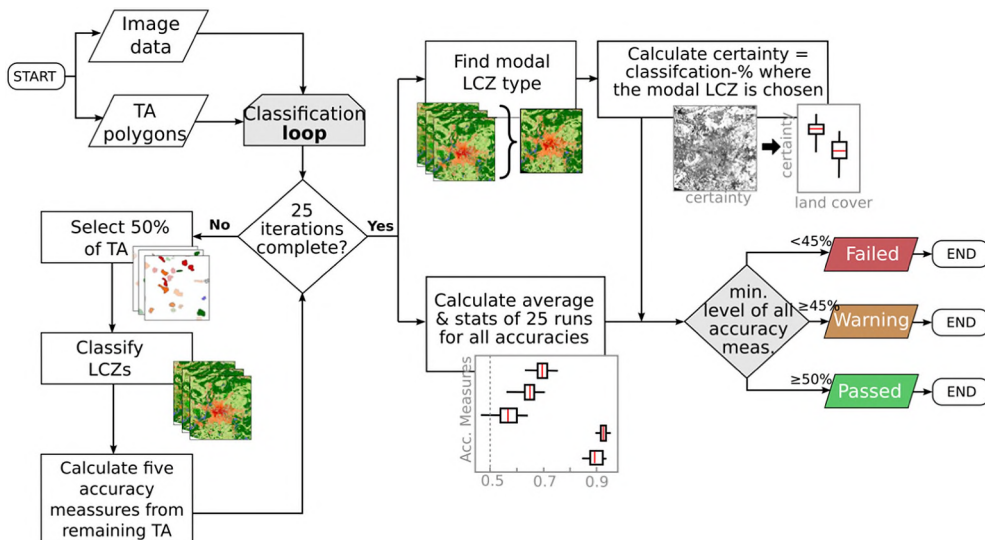 START
Image
data
TA
polygons
Classification
loop
25
iterations
complete?
No
Yes
Select 50%
of TA
Classify
LCZs
Calculate five
accuracy
meassures from
remaining TA
Find modal
LCZ type
Calculate certainty =
classifcation-% where
the modal LCZ is chosen
certainty
certainty
land cover
Calculate average
& stats of 25 runs
for all accuracies
Acc. Measures
0.5
0.7
0.9
min.
level of all
accuracy
meas.
<45%
Failed
END
≥45%
Warning
END
≥50%
Passed
END